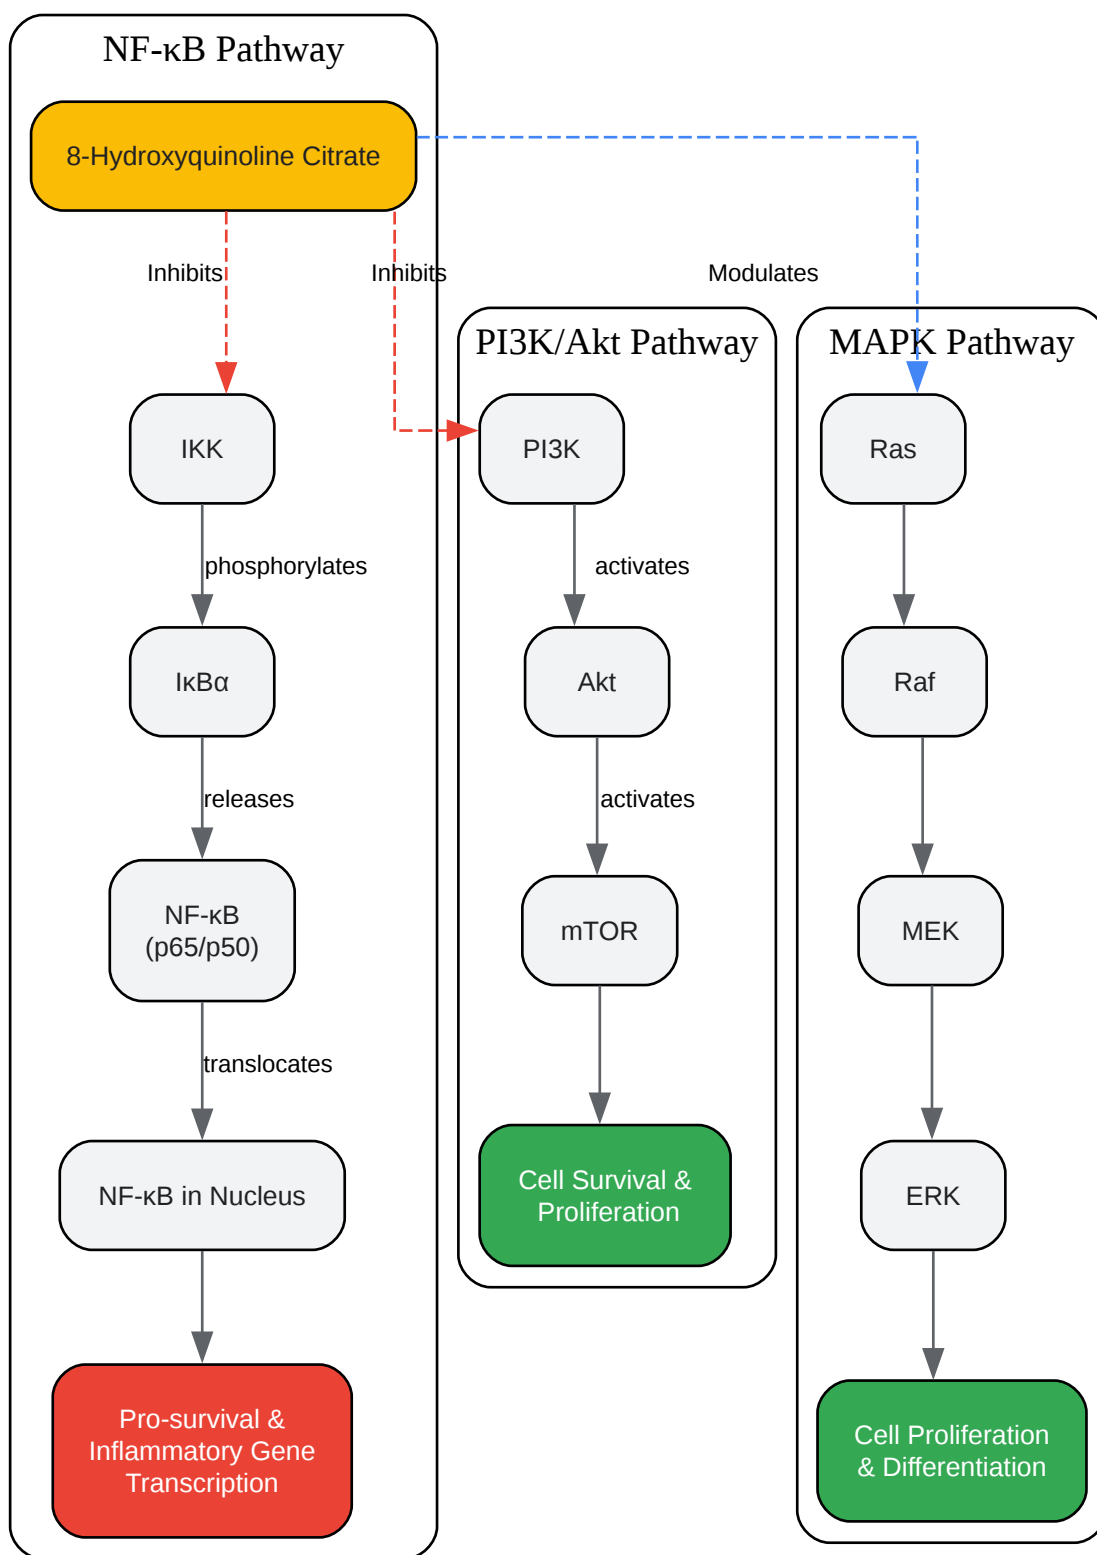 NF-κB Pathway
8-Hydroxyquinoline Citrate
Inhibits
Inhibits
Modulates
PI3K/Akt Pathway
MAPK Pathway
IKK
PI3K
Ras
phosphorylates
activates
IκBα
Akt
Raf
releases
activates
NF-κB
(p65/p50)
mTOR
MEK
translocates
NF-κB in Nucleus
Cell Survival &
Proliferation
ERK
Pro-survival &
Inflammatory Gene
Transcription
Cell Proliferation
& Differentiation